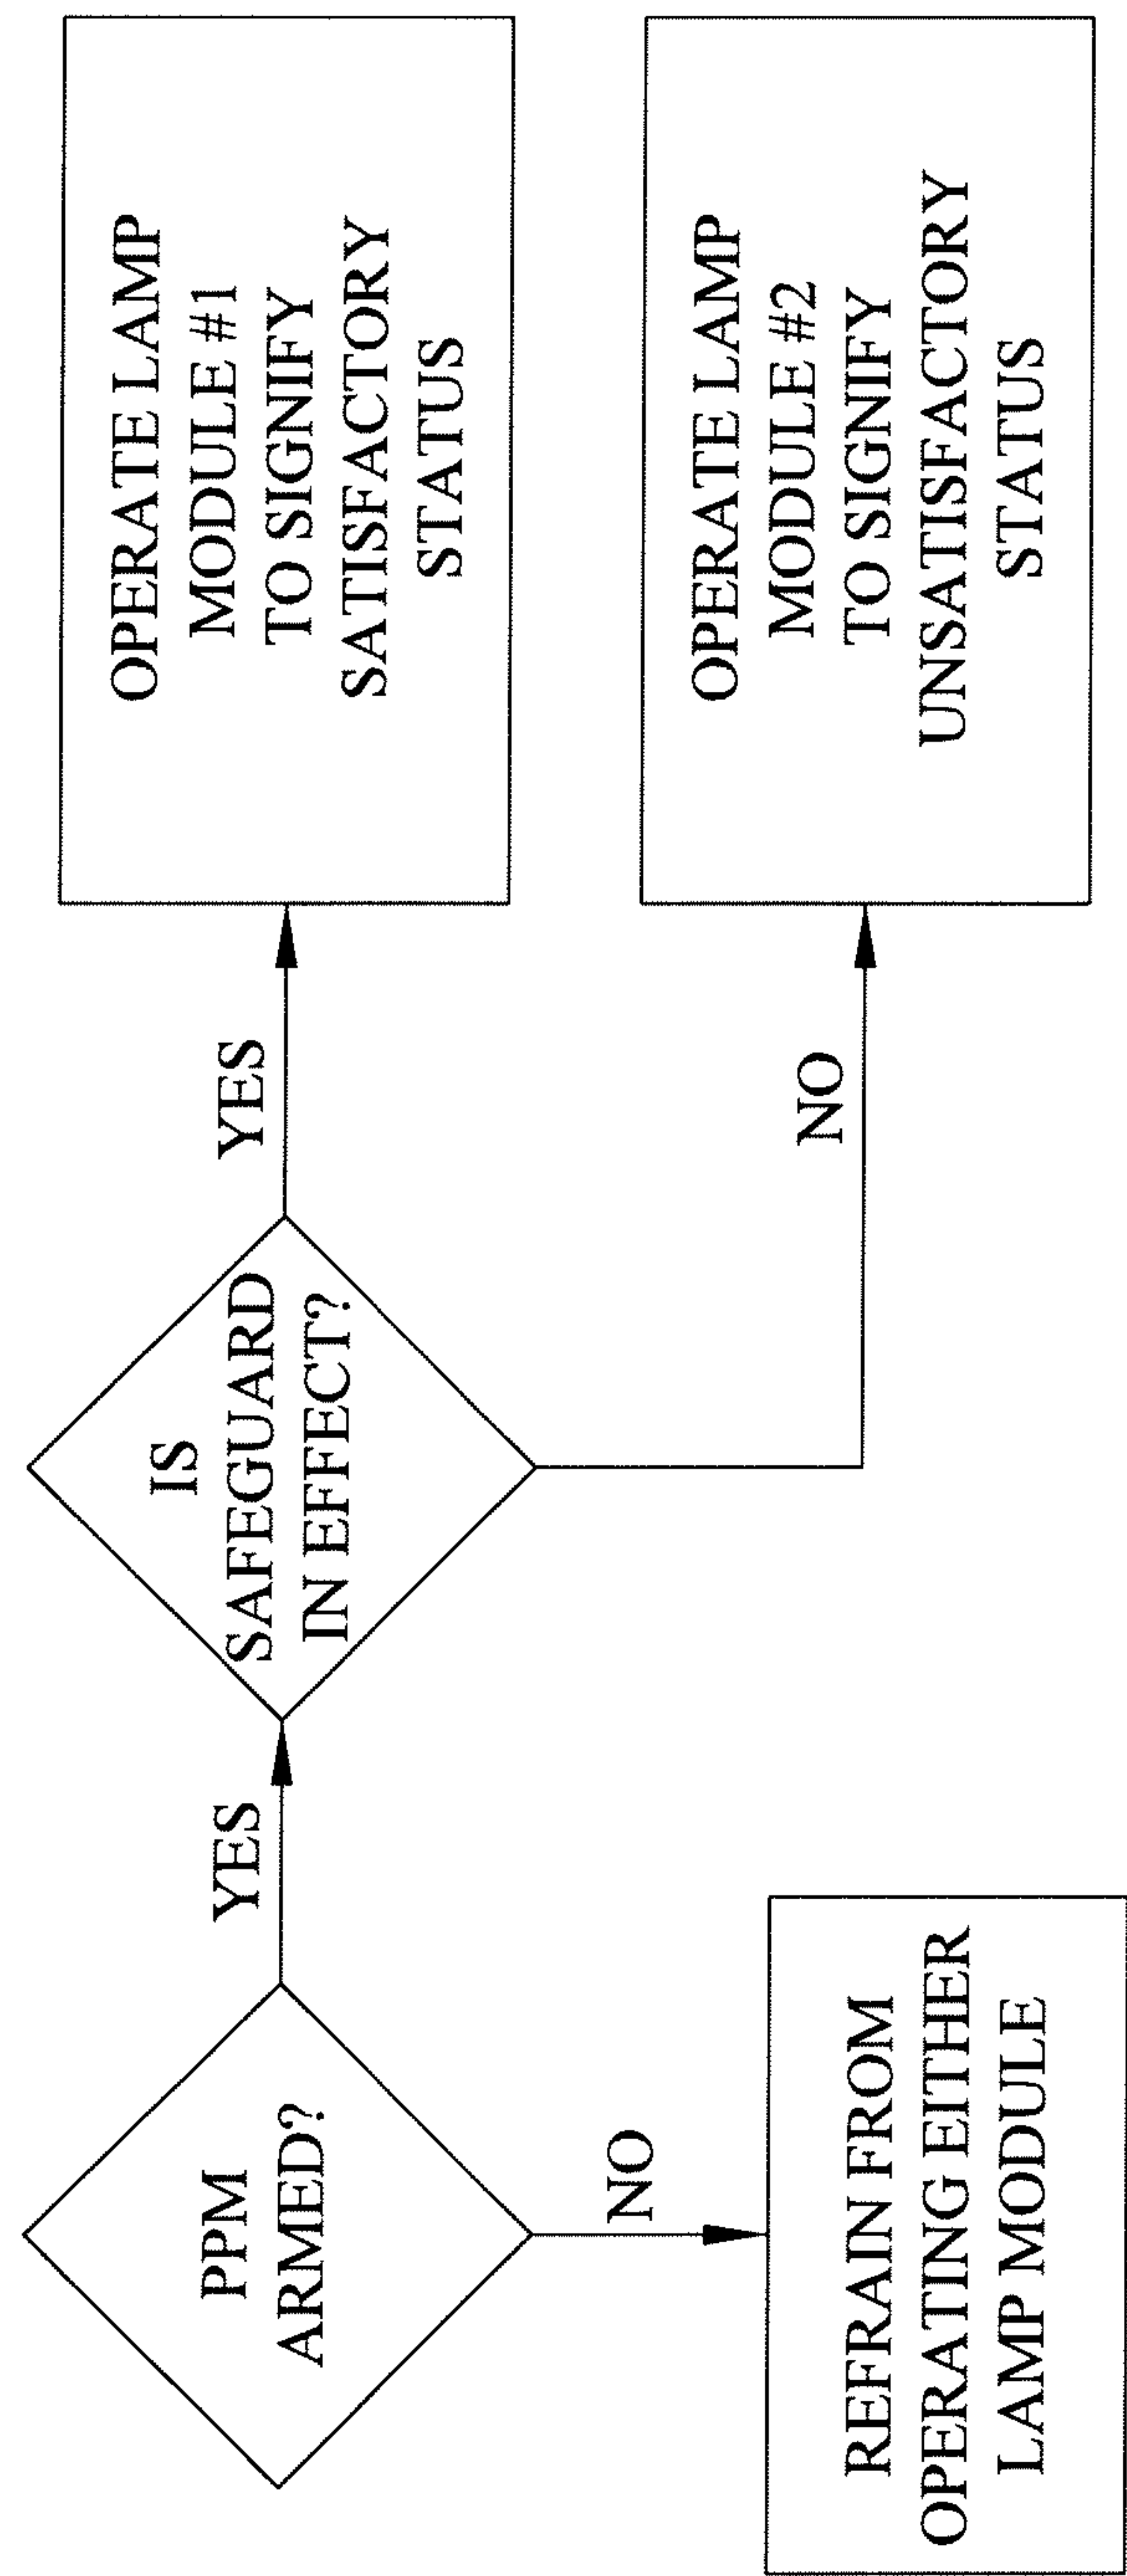 PPM
ARMED?
YES
NO
REFRAIN FROM
OPERATING EITHER
LAMP MODULE
IS
SAFEGUARD
IN EFFECT?
YES
NO
OPERATE LAMP
MODULE #1
TO SIGNIFY
SATISFACTORY
STATUS
OPERATE LAMP
MODULE #2
TO SIGNIFY
UNSATISFACTORY
STATUS